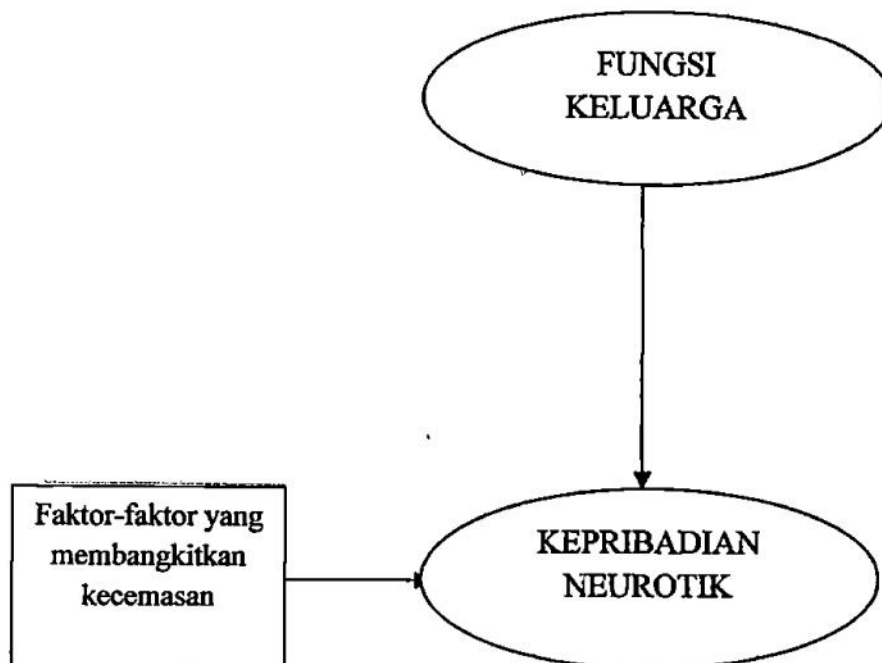 FUNGSI
KELUARGA
Faktor-faktor yang
membangkitkan
kecemasan
KEPRIBADIAN
NEUROTIK